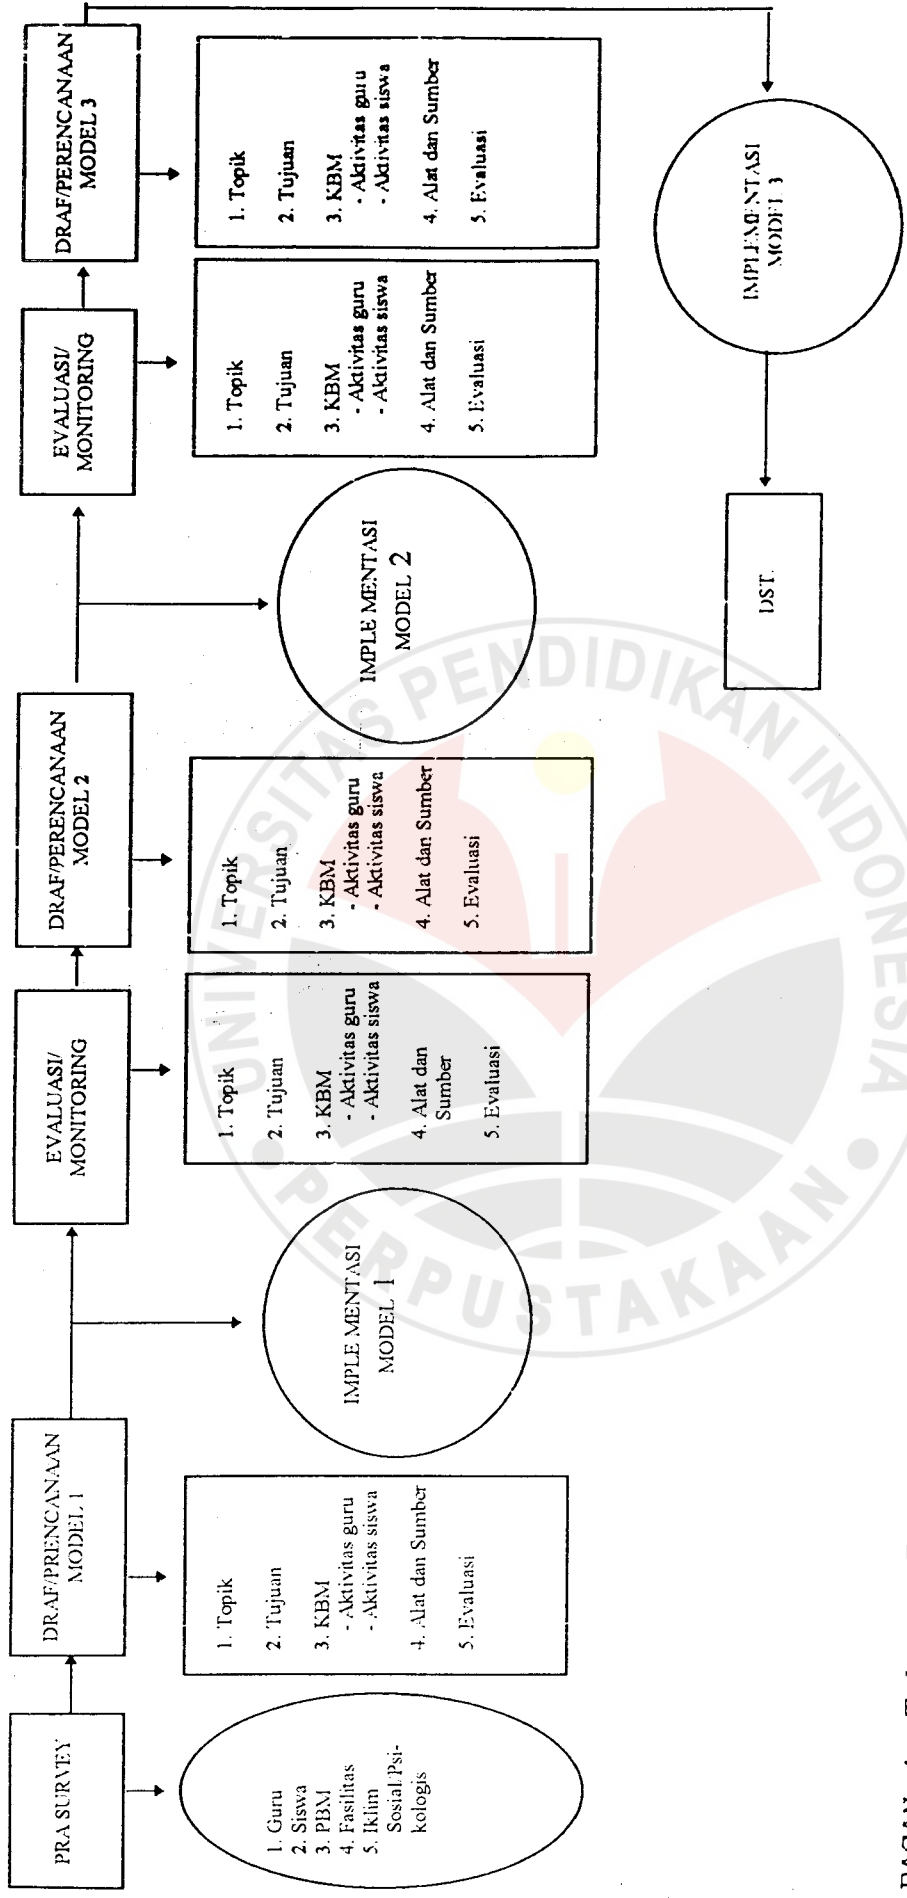 PRA SURVEY
1. Guru
2. Siswa
3. PBM
4. Fasilitas
5. Iklim
Sosial/Psi-
kologis
DRAF/PRENCANAAN
MODEL 1
1. Topik
2. Tujuan
3. KBM
- Aktivitas guru
- Aktivitas siswa
4. Alat dan Sumber
5. Evaluasi
IMPLE MENTASI
MODEL 1
EVALUASI/
MONITORING
1. Topik
2. Tujuan
3. KBM
- Aktivitas guru
- Aktivitas siswa
4. Alat dan
Sumber
5. Evaluasi
DRAF/PERENCANAAN
MODEL 2
1. Topik
2. Tujuan
3. KBM
- Aktivitas guru
- Aktivitas siswa
4. Alat dan Sumber
5. Evaluasi
IMPLE MENTASI
MODEL 2
EVALUASI/
MONITORING
1. Topik
2. Tujuan
3. KBM
- Aktivitas guru
- Aktivitas siswa
4. Alat dan Sumber
5. Evaluasi
DRAF/PERENCANAAN
MODEL 3
1. Topik
2. Tujuan
3. KBM
- Aktivitas guru
- Aktivitas siswa
4. Alat dan Sumber
5. Evaluasi
IMPLEMENTASI
MODEL 3
DST.
UNIVERSITAS PENDIDIKAN INDONESIA
PERPUSTAKAAN